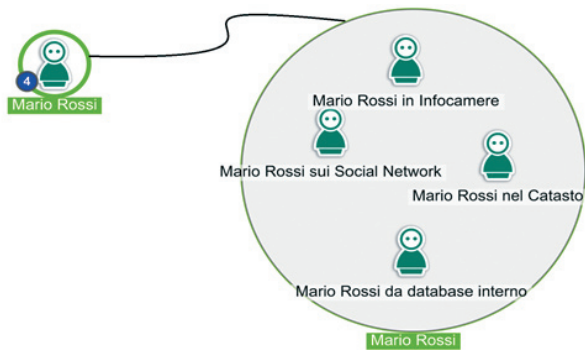 4
Mario Rossi
Mario Rossi in Infocamere
Mario Rossi sui Social Network
Mario Rossi nel Catasto
Mario Rossi da database interno
Mario Rossi